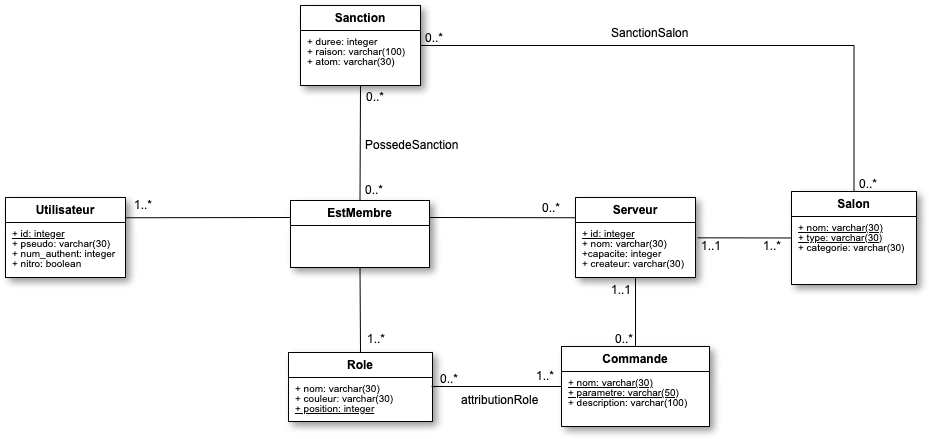 Sanction
+ duree: integer
+ raison: varchar(100)
+ atom: varchar(30)
0..*
SanctionSalon
0..*
PossedeSanction
0..*
0..*
Utilisateur
+ id: integer
+ pseudo: varchar(30)
+ num_authent: integer
+ nitro: boolean
1..*
EstMembre
0..*
Serveur
+ id: integer
+ nom: varchar(30)
+capacite: integer
+ createur: varchar(30)
1..1
1..*
Salon
+ nom: varchar(30)
+ type: varchar(30)
+ categorie: varchar(30)
1..1
1..*
0..*
Role
+ nom: varchar(30)
+ couleur: varchar(30)
+ position: integer
0..*
attributionRole
1..*
Commande
+ nom: varchar(30)
+ parametre: varchar(50)
+ description: varchar(100)